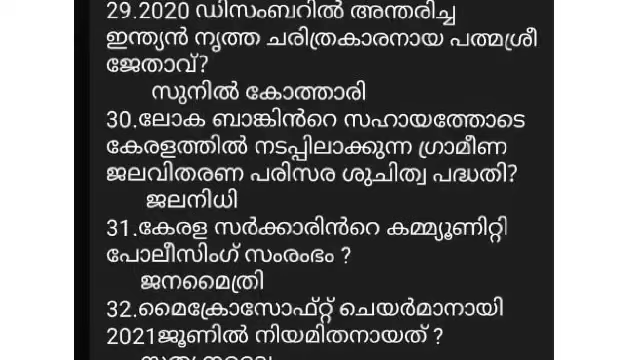 29.2020 ഡിസംബറിൽ അന്തരിച്ച
ഇന്ത്യൻ നൃത്ത ചരിത്രകാരനായ പത്മശ്രീ
ജേതാവ്?
സുനിൽ കോത്താരി
30.ലോക ബാങ്കിൻറെ സഹായത്തോടെ
കേരളത്തിൽ നടപ്പിലാക്കുന്ന ഗ്രാമീണ
ജലവിതരണ പരിസര ശുചിത്വ പദ്ധതി?
ജലനിധി
31.കേരള സർക്കാരിൻറെ കമ്മ്യൂണിറ്റി
പോലീസിംഗ് സംരംഭം ?
ജനമൈത്രി
32.മൈക്രോസോഫ്റ്റ് ചെയർമാനായി
2021ജൂണിൽ നിയമിതനായത് ?